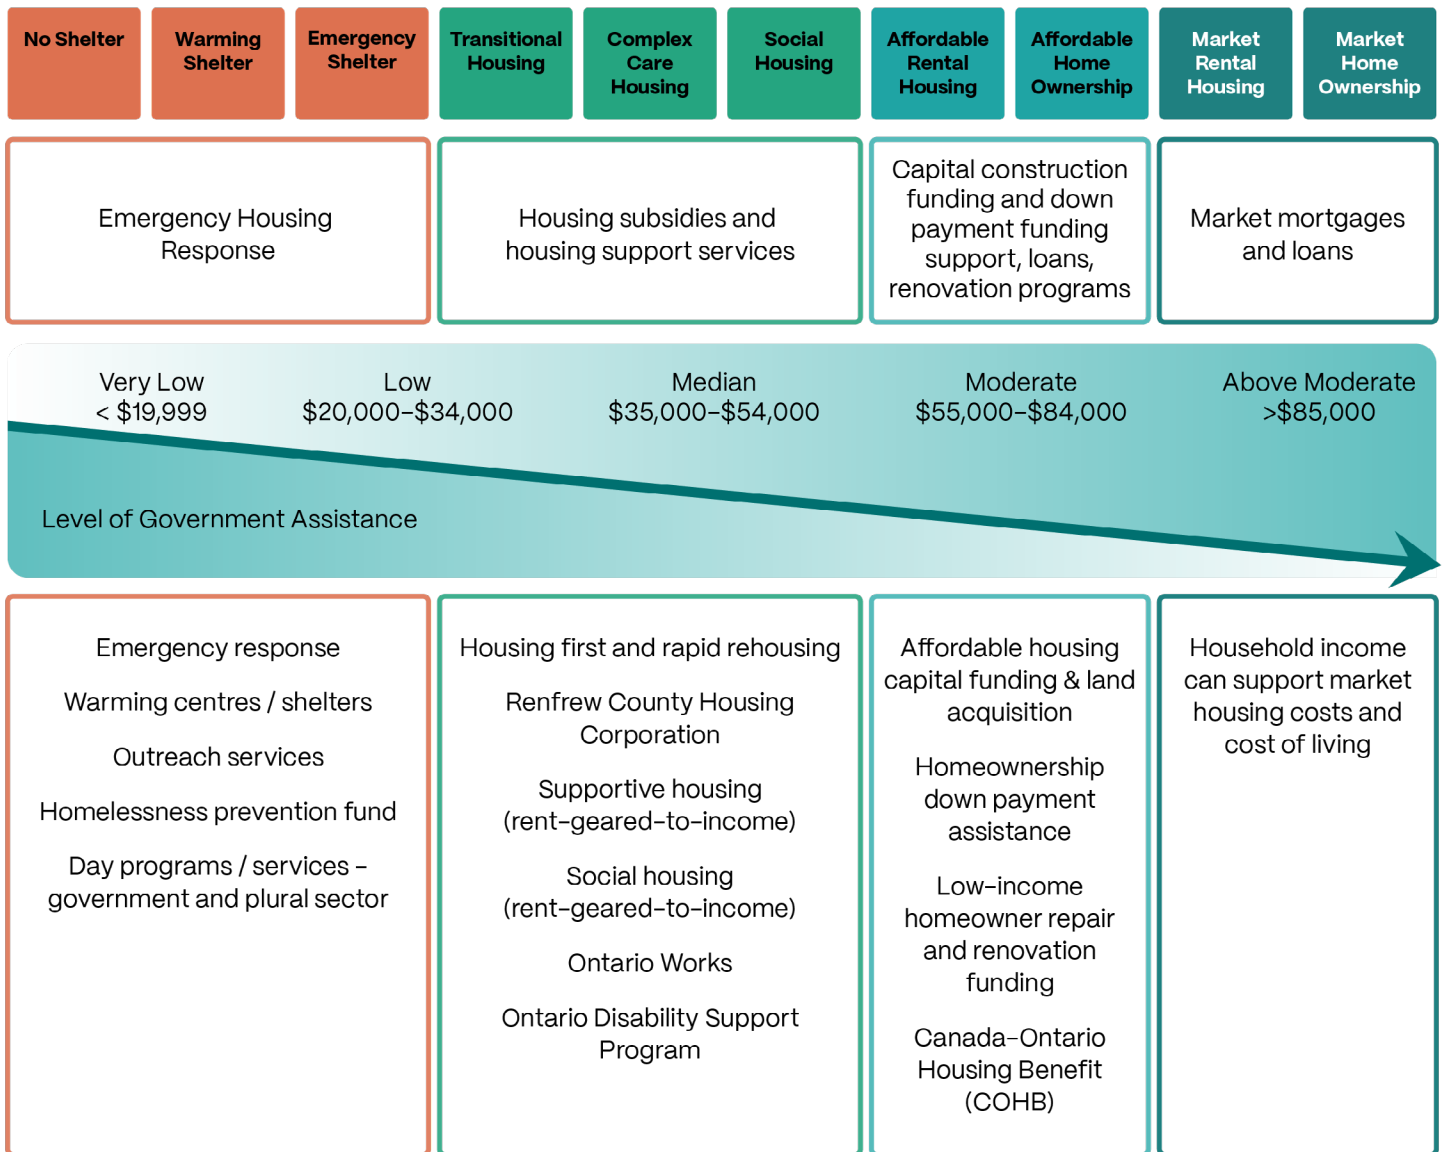 No Shelter
Warming
Shelter
Emergency
Shelter
Transitional
Housing
Complex
Care
Housing
Social
Housing
Affordable
Rental
Housing
Affordable
Home
Ownership
Market
Rental
Housing
Market
Home
Ownership
Emergency Housing
Response
Housing subsidies and
housing support services
Capital construction
funding and down
payment funding
support, loans,
renovation programs
Market mortgages
and loans
Very Low
< $19,999
Low
$20,000–$34,000
Median
$35,000–$54,000
Moderate
$55,000–$84,000
Above Moderate
>$85,000
Level of Government Assistance
Emergency response
Warming centres / shelters
Outreach services
Homelessness prevention fund
Day programs / services –
government and plural sector
Housing first and rapid rehousing
Renfrew County Housing
Corporation
Supportive housing
(rent-geared-to-income)
Social housing
(rent-geared-to-income)
Ontario Works
Ontario Disability Support
Program
Affordable housing
capital funding & land
acquisition
Homeownership
down payment
assistance
Low-income
homeowner repair
and renovation
funding
Canada-Ontario
Housing Benefit
(COHB)
Household income
can support market
housing costs and
cost of living